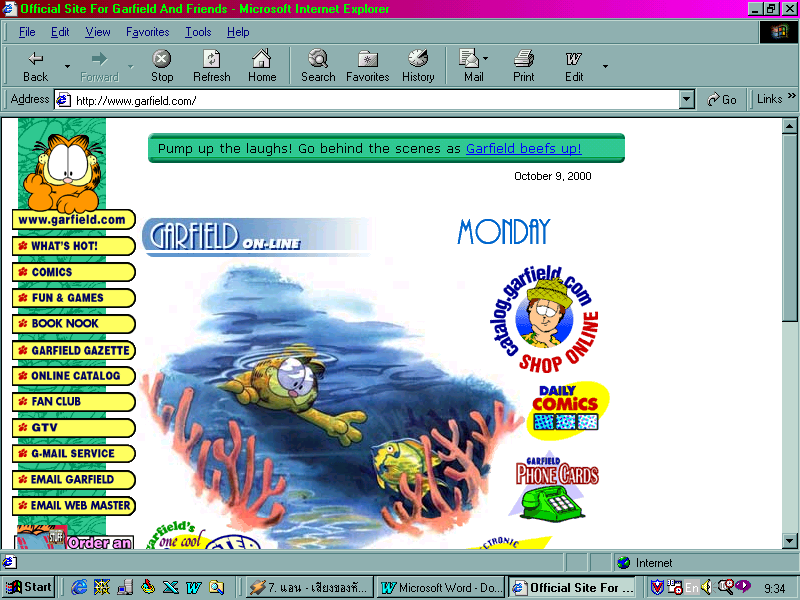 Official Site For Garfield And Friends - Microsoft Internet Explorer
File Edit View Favorites Tools Help
Back Forward Stop Refresh Home Search Favorites History Mail Print Edit
Address http://www.garfield.com/ Go Links »
Pump up the laughs! Go behind the scenes as Garfield beefs up!
October 9, 2000
www.garfield.com
WHAT'S HOT!
COMICS
FUN & GAMES
BOOK NOOK
GARFIELD GAZETTE
ONLINE CATALOG
FAN CLUB
GTV
G-MAIL SERVICE
EMAIL GARFIELD
EMAIL WEB MASTER
STUFF
Order an
GARFIELD ON-LINE
MONDAY
catalog.garfield.com
SHOP ONLINE
DAILY
COMICS
GARFIELD
PHONE CARDS
garfield's
one cool
STEP
ECTRONIC
Internet
Start
7. แอน - เสียงของหั...
Microsoft Word - Do...
Official Site For ...
En
9:34